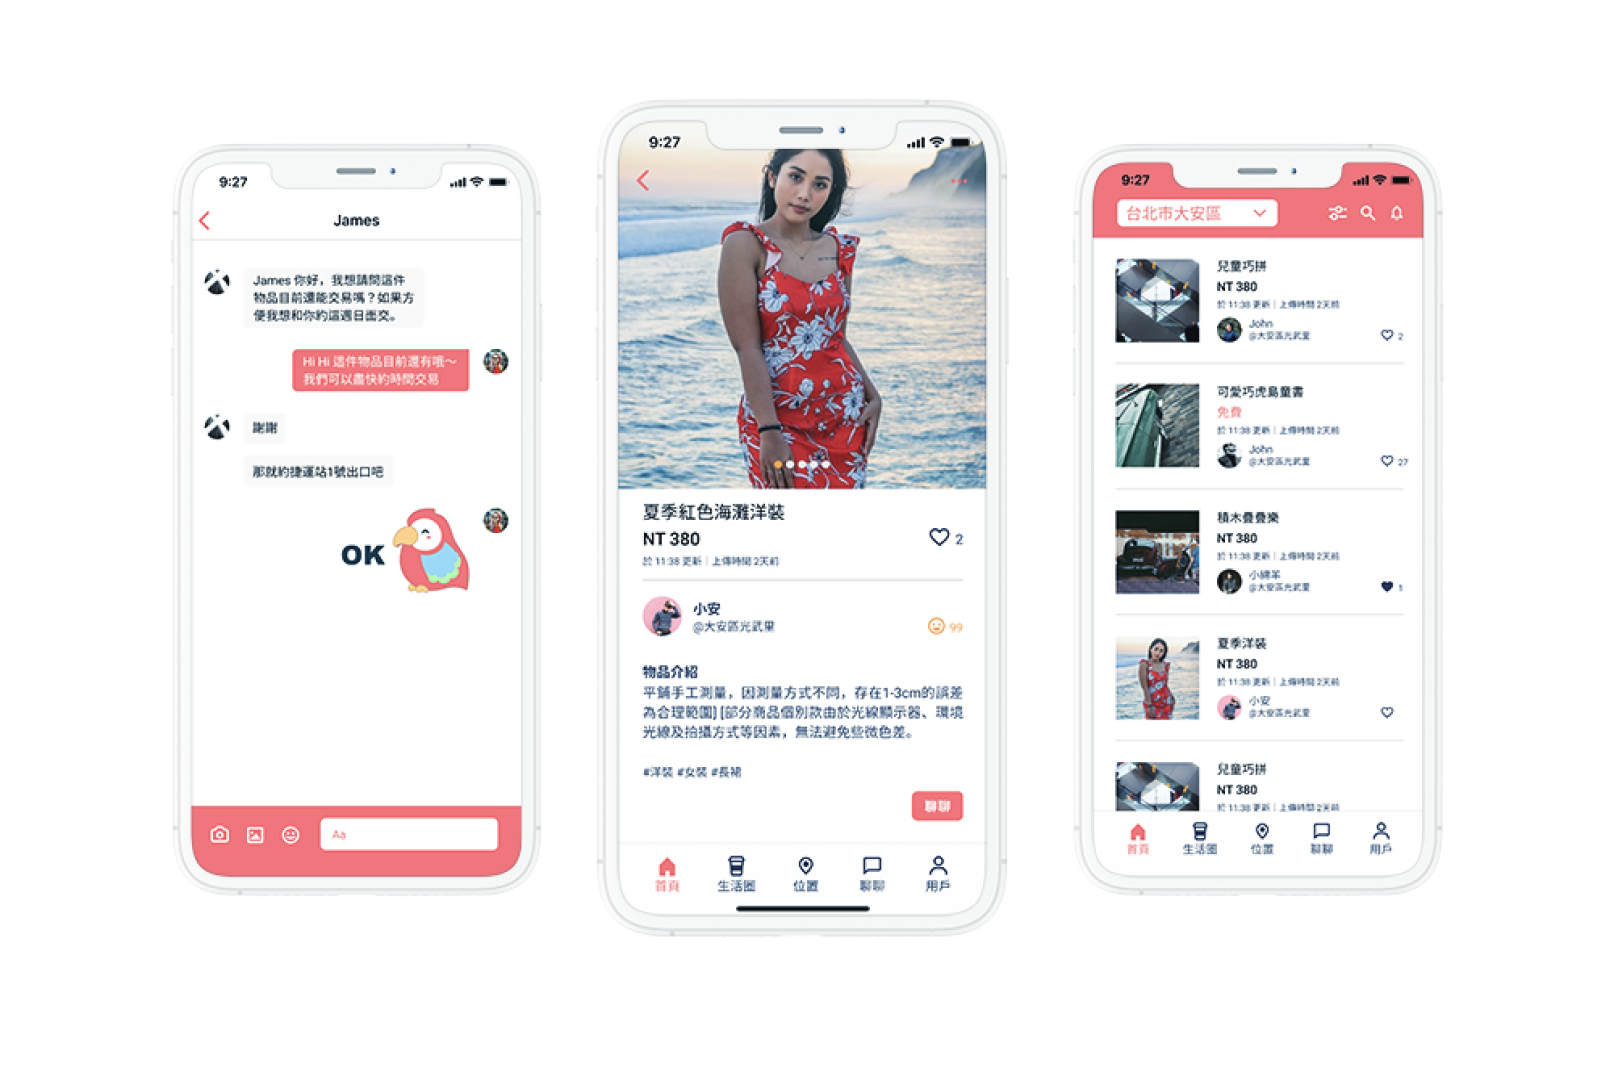 9:27
James
James 你好，我想請問這件
物品目前還能交易嗎？如果方
便我想和你約這週日面交。
Hi Hi 這件物品目前還有哦～
我們可以盡快約時間交易
謝謝
那就約捷運站1號出口吧
OK
Aa
9:27
夏季紅色海灘洋裝
NT 380
2
於 11:38 更新｜上傳時間 2天前
小安
@大安區光武里
99
物品介紹
平鋪手工測量，因測量方式不同，存在1-3cm的誤差
為合理範圍] [部分商品個別款由於光線顯示器、環境
光線及拍攝方式等因素，無法避免些微色差。
#洋裝 #女裝 #長裙
聊聊
首頁
生活圈
位置
聊聊
用戶
9:27
台北市大安區
兒童巧拼
NT 380
於 11:38 更新｜上傳時間 2天前
John
@大安區光武里
2
可愛巧虎島童書
免費
於 11:38 更新｜上傳時間 2天前
John
@大安區光武里
27
積木疊疊樂
NT 380
於 11:38 更新｜上傳時間 2天前
小綿羊
@大安區光武里
1
夏季洋裝
NT 380
於 11:38 更新｜上傳時間 2天前
小安
@大安區光武里
兒童巧拼
NT 380
於 11:38 更新｜上傳時間 2天前
首頁
生活圈
位置
聊聊
用戶